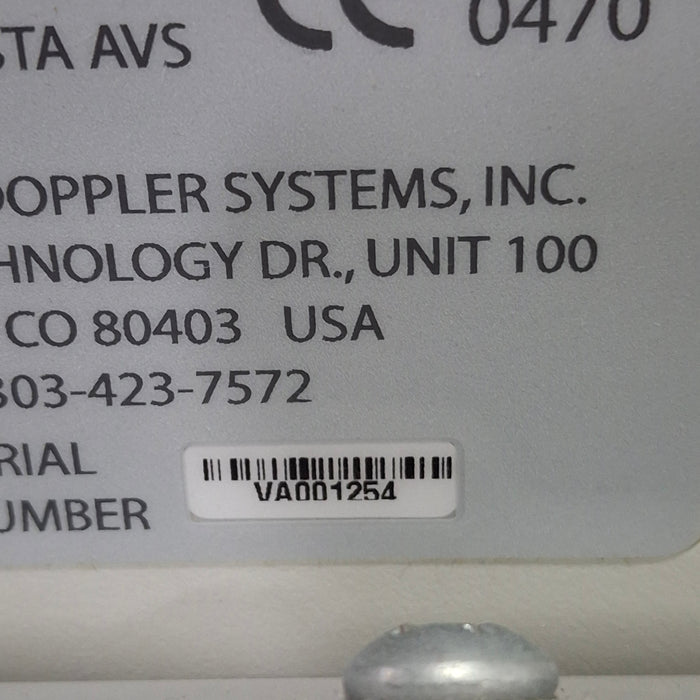 STA AVS
CE 0470
DOPPLER SYSTEMS, INC.
HNOLOGY DR., UNIT 100
CO 80403 USA
303-423-7572
RIAL
UMBER
VA001254